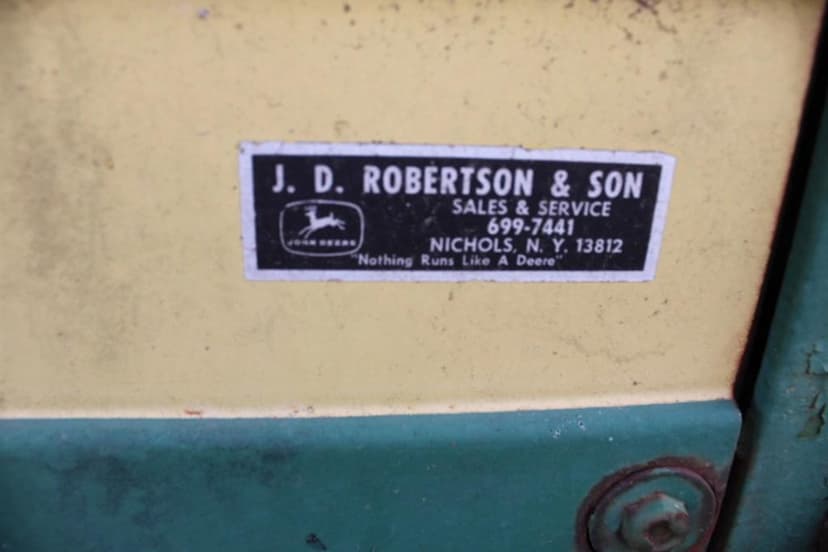 J. D. ROBERTSON & SON
SALES & SERVICE
699-7441
JOHN DEERE
NICHOLS, N. Y. 13812
"Nothing Runs Like A Deere"